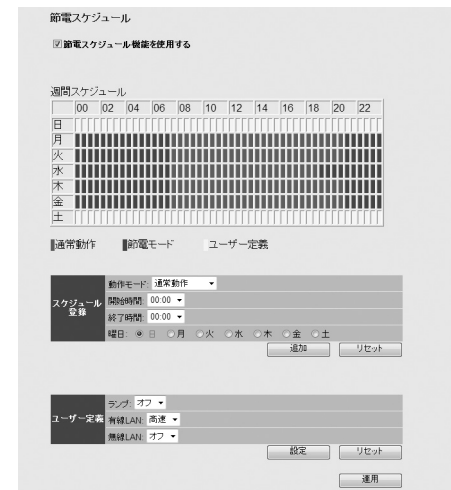 節電スケジュール
節電スケジュール機能を使用する
週間スケジュール
00 02 04 06 08 10 12 14 16 18 20 22
日
月
火
水
木
金
土
通常動作 節電モード ユーザー定義
スケジュール登録
動作モード: 通常動作
開始時間: 00:00
終了時間: 00:00
曜日: 日 月 火 水 木 金 土
追加 リセット
ユーザー定義
ランプ: オフ
有線LAN: 高速
無線LAN: オフ
設定 リセット
適用